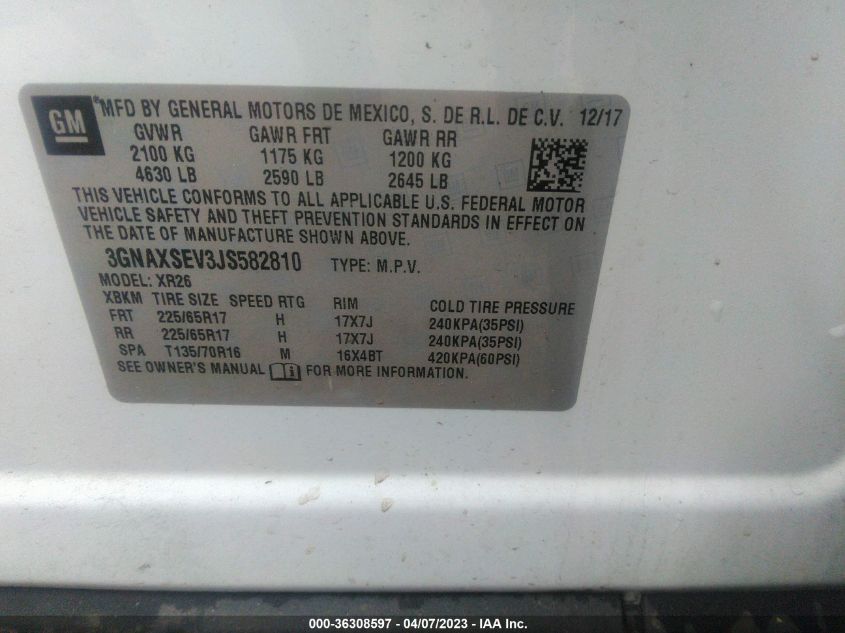 GM
® MFD BY GENERAL MOTORS DE MEXICO, S. DE R.L. DE C.V. 12/17
GVWR GAWR FRT GAWR RR
2100 KG 1175 KG 1200 KG
4630 LB 2590 LB 2645 LB
THIS VEHICLE CONFORMS TO ALL APPLICABLE U.S. FEDERAL MOTOR
VEHICLE SAFETY AND THEFT PREVENTION STANDARDS IN EFFECT ON
THE DATE OF MANUFACTURE SHOWN ABOVE.
3GNAXSEV3JS582810 TYPE: M.P.V.
MODEL: XR26
XBKM TIRE SIZE SPEED RTG RIM COLD TIRE PRESSURE
FRT 225/65R17 H 17X7J 240KPA(35PSI)
RR 225/65R17 H 17X7J 240KPA(35PSI)
SPA T135/70R16 M 16X4BT 420KPA(60PSI)
SEE OWNER'S MANUAL FOR MORE INFORMATION.
000-36308597 - 04/07/2023 - IAA Inc.